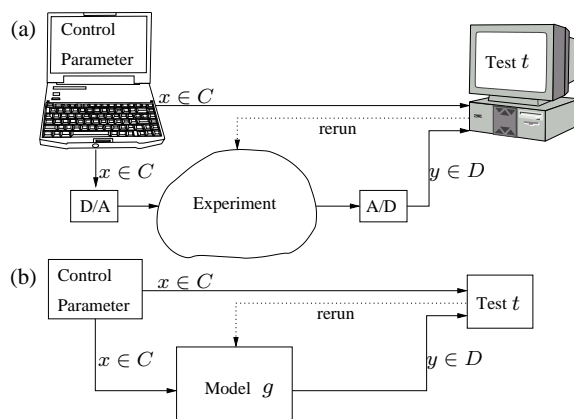 (a)
Control
Parameter
Test t
x ∈ C
rerun
x ∈ C
y ∈ D
D/A
Experiment
A/D
(b)
Control
Parameter
x ∈ C
Test t
rerun
x ∈ C
y ∈ D
Model g